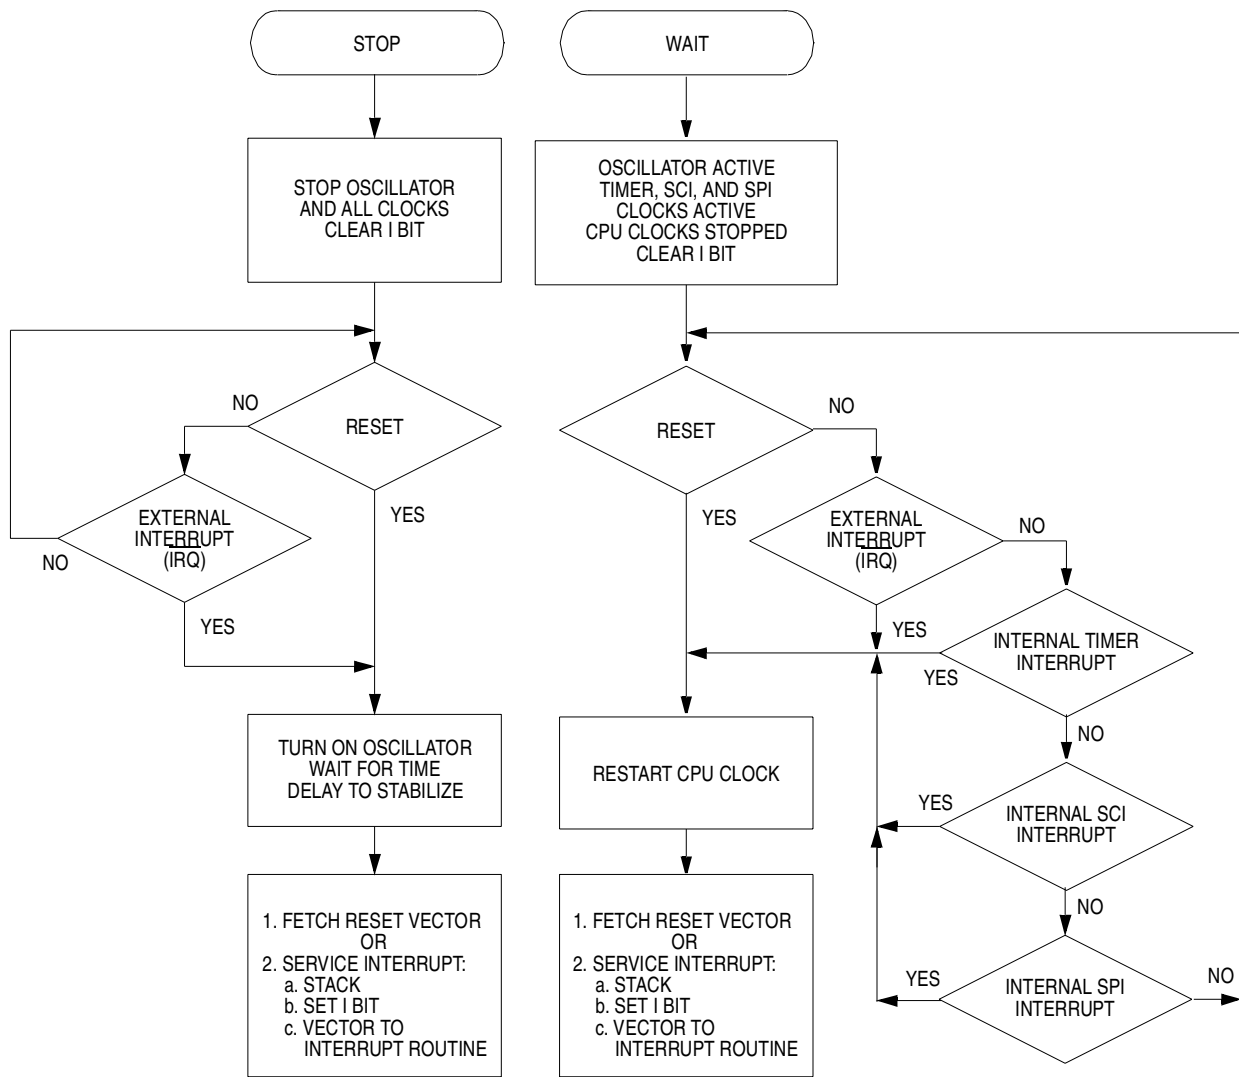 STOP
WAIT
STOP OSCILLATOR
AND ALL CLOCKS
CLEAR I BIT
OSCILLATOR ACTIVE
TIMER, SCI, AND SPI
CLOCKS ACTIVE
CPU CLOCKS STOPPED
CLEAR I BIT
NO
RESET
YES
EXTERNAL
INTERRUPT
(IRQ)
NO
YES
RESET
NO
YES
EXTERNAL
INTERRUPT
(IRQ)
NO
YES
INTERNAL TIMER
INTERRUPT
YES
NO
TURN ON OSCILLATOR
WAIT FOR TIME
DELAY TO STABILIZE
RESTART CPU CLOCK
YES
INTERNAL SCI
INTERRUPT
NO
1. FETCH RESET VECTOR
OR
2. SERVICE INTERRUPT:
a. STACK
b. SET I BIT
c. VECTOR TO
INTERRUPT ROUTINE
1. FETCH RESET VECTOR
OR
2. SERVICE INTERRUPT:
a. STACK
b. SET I BIT
c. VECTOR TO
INTERRUPT ROUTINE
YES
INTERNAL SPI
INTERRUPT
NO